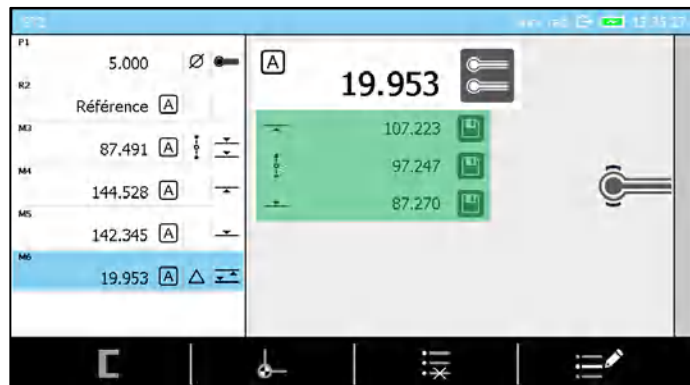 ST2
P1
5.000 Ø
R2
Référence A
M3
87.491 A
M4
144.528 A
M5
142.345
M6
19.953 A
A
19.953
107.223
97.247
87.270